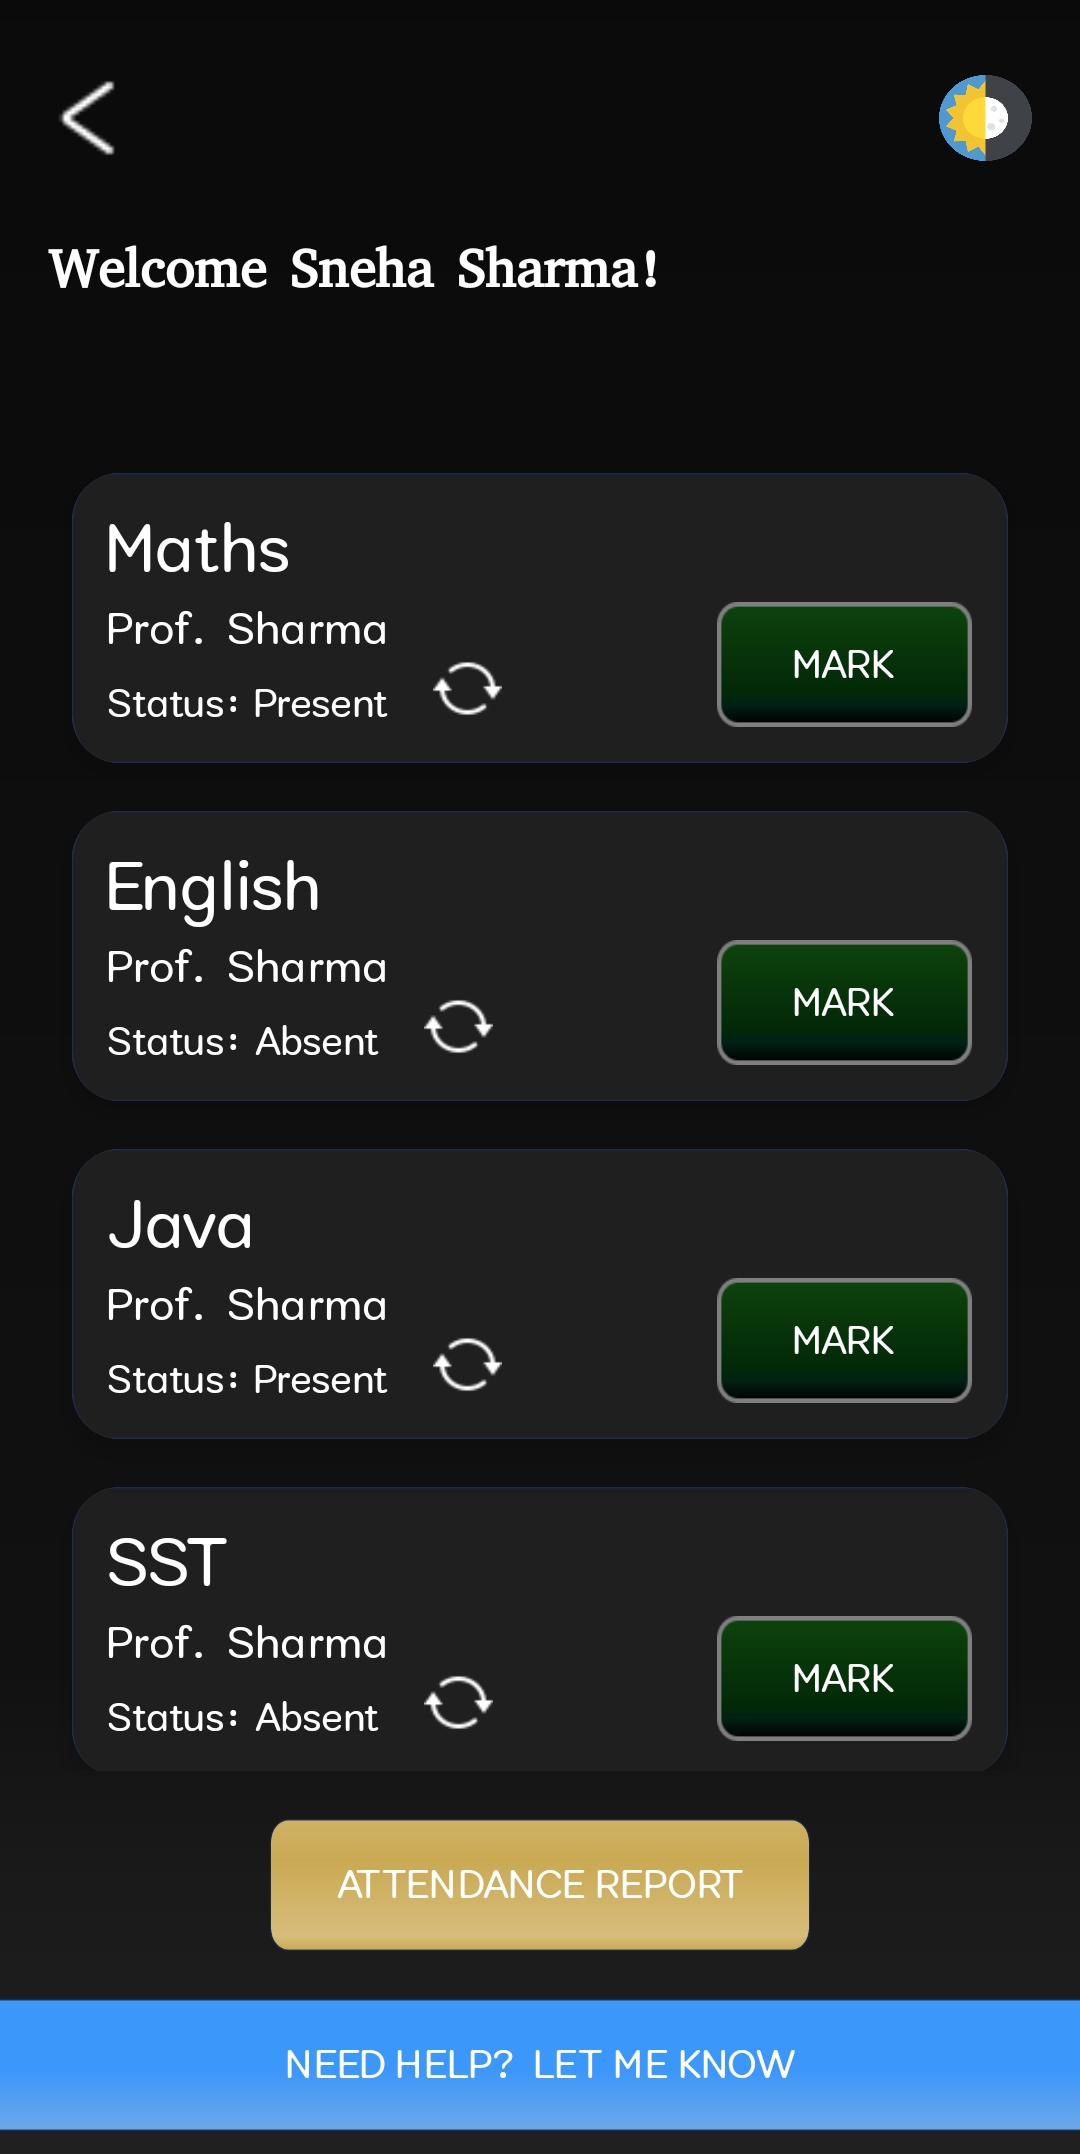 Welcome Sneha Sharma!
Maths
Prof. Sharma
Status: Present
MARK
English
Prof. Sharma
Status: Absent
MARK
Java
Prof. Sharma
Status: Present
MARK
SST
Prof. Sharma
Status: Absent
MARK
ATTENDANCE REPORT
NEED HELP? LET ME KNOW